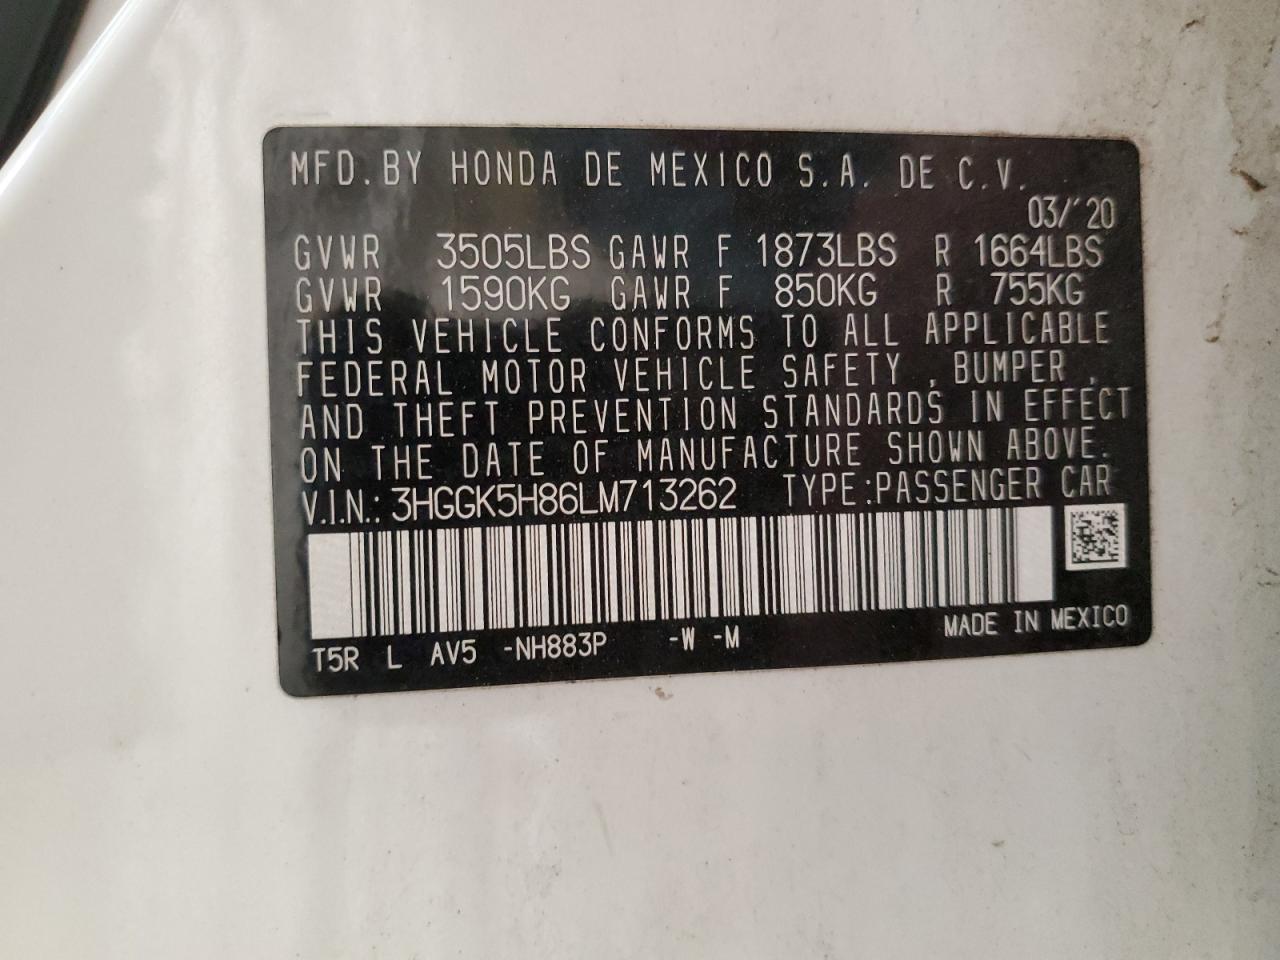 MFD. BY HONDA DE MEXICO S.A. DE C.V.
03/'20
GVWR 3505LBS GAWR F 1873LBS R 1664LBS
GVWR 1590KG GAWR F 850KG R 755KG
THIS VEHICLE CONFORMS TO ALL APPLICABLE
FEDERAL MOTOR VEHICLE SAFETY , BUMPER ,
AND THEFT PREVENTION STANDARDS IN EFFECT
ON THE DATE OF MANUFACTURE SHOWN ABOVE.
V.I.N.: 3HGGK5H86LM713262 TYPE:PASSENGER CAR
T5R L AV5 -NH883P -W -M MADE IN MEXICO